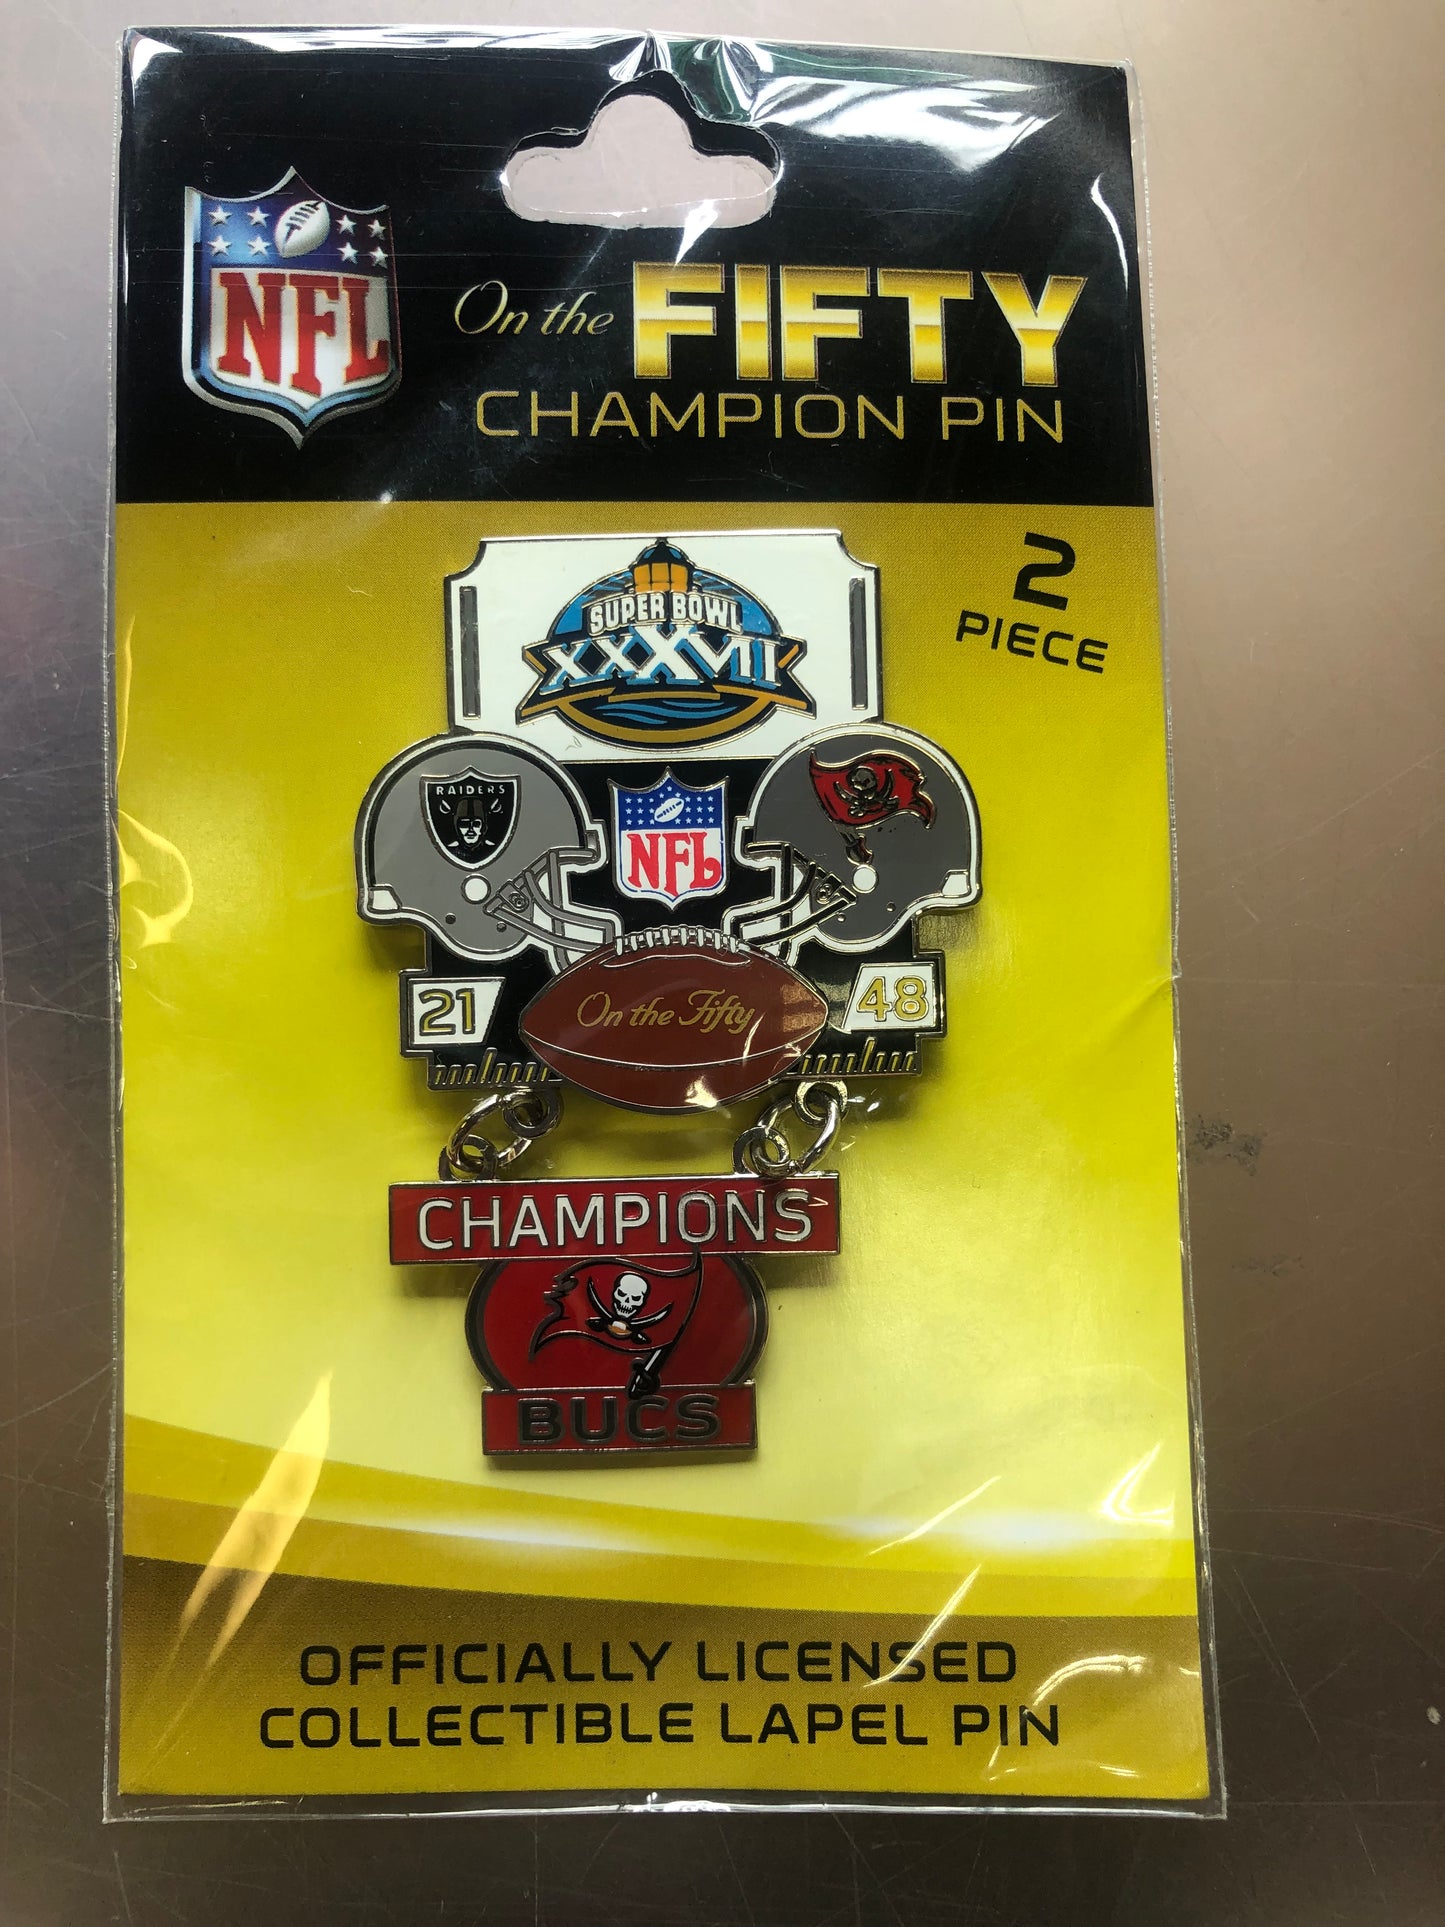 NFL
On the FIFTY
CHAMPION PIN
2
PIECE
SUPER BOWL
XXXVII
RAIDERS
NFL
21
On the Fifty
48
CHAMPIONS
BUCS
OFFICIALLY LICENSED
COLLECTIBLE LAPEL PIN